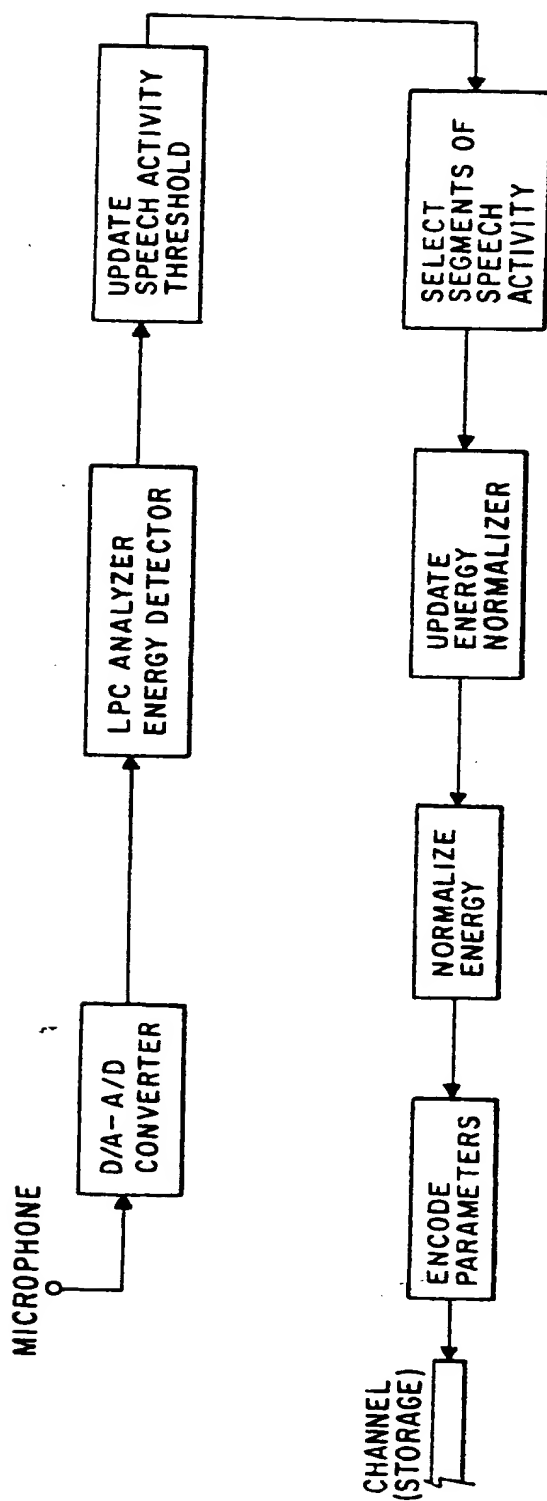 MICROPHONE
D/A-A/D
CONVERTER
LPC ANALYZER
ENERGY DETECTOR
UPDATE
SPEECH ACTIVITY
THRESHOLD
SELECT
SEGMENTS OF
SPEECH
ACTIVITY
UPDATE
ENERGY
NORMALIZER
NORMALIZE
ENERGY
ENCODE
PARAMETERS
CHANNEL
(STORAGE)